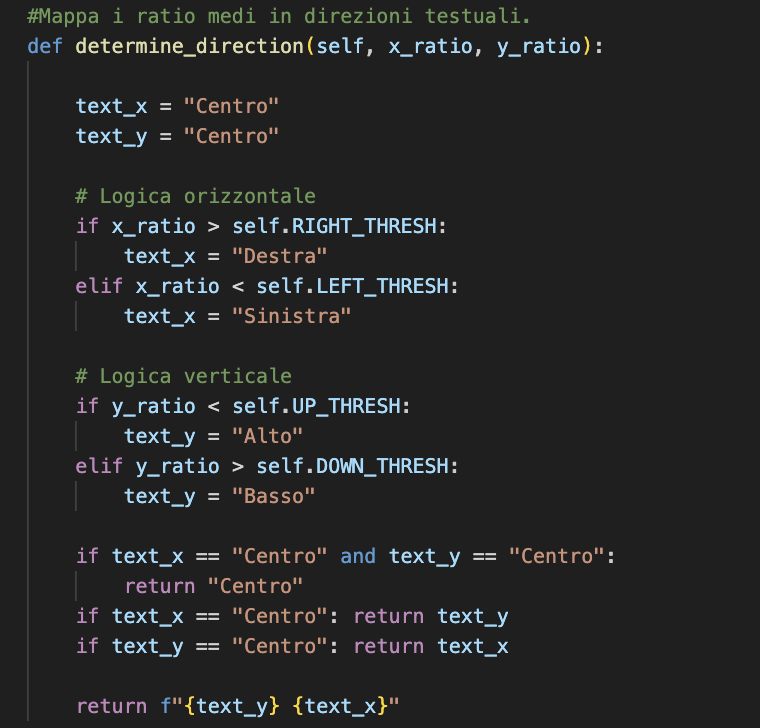 #Mappa i ratio medi in direzioni testuali.
def determine_direction(self, x_ratio, y_ratio):
text_x = "Centro"
text_y = "Centro"
# Logica orizzontale
if x_ratio > self.RIGHT_THRESH:
text_x = "Destra"
elif x_ratio < self.LEFT_THRESH:
text_x = "Sinistra"
# Logica verticale
if y_ratio < self.UP_THRESH:
text_y = "Alto"
elif y_ratio > self.DOWN_THRESH:
text_y = "Basso"
if text_x == "Centro" and text_y == "Centro":
return "Centro"
if text_x == "Centro": return text_y
if text_y == "Centro": return text_x
return f"{text_y} {text_x}"